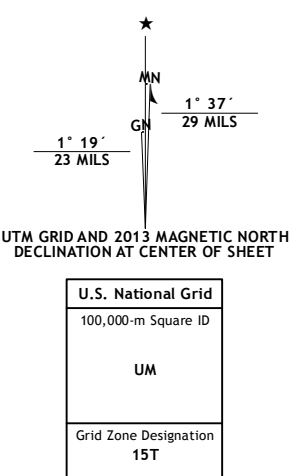 ★
MN
1° 37´
29 MILS
GN
1° 19´
23 MILS
UTM GRID AND 2013 MAGNETIC NORTH
DECLINATION AT CENTER OF SHEET
U.S. National Grid
100,000-m Square ID
UM
Grid Zone Designation
15T